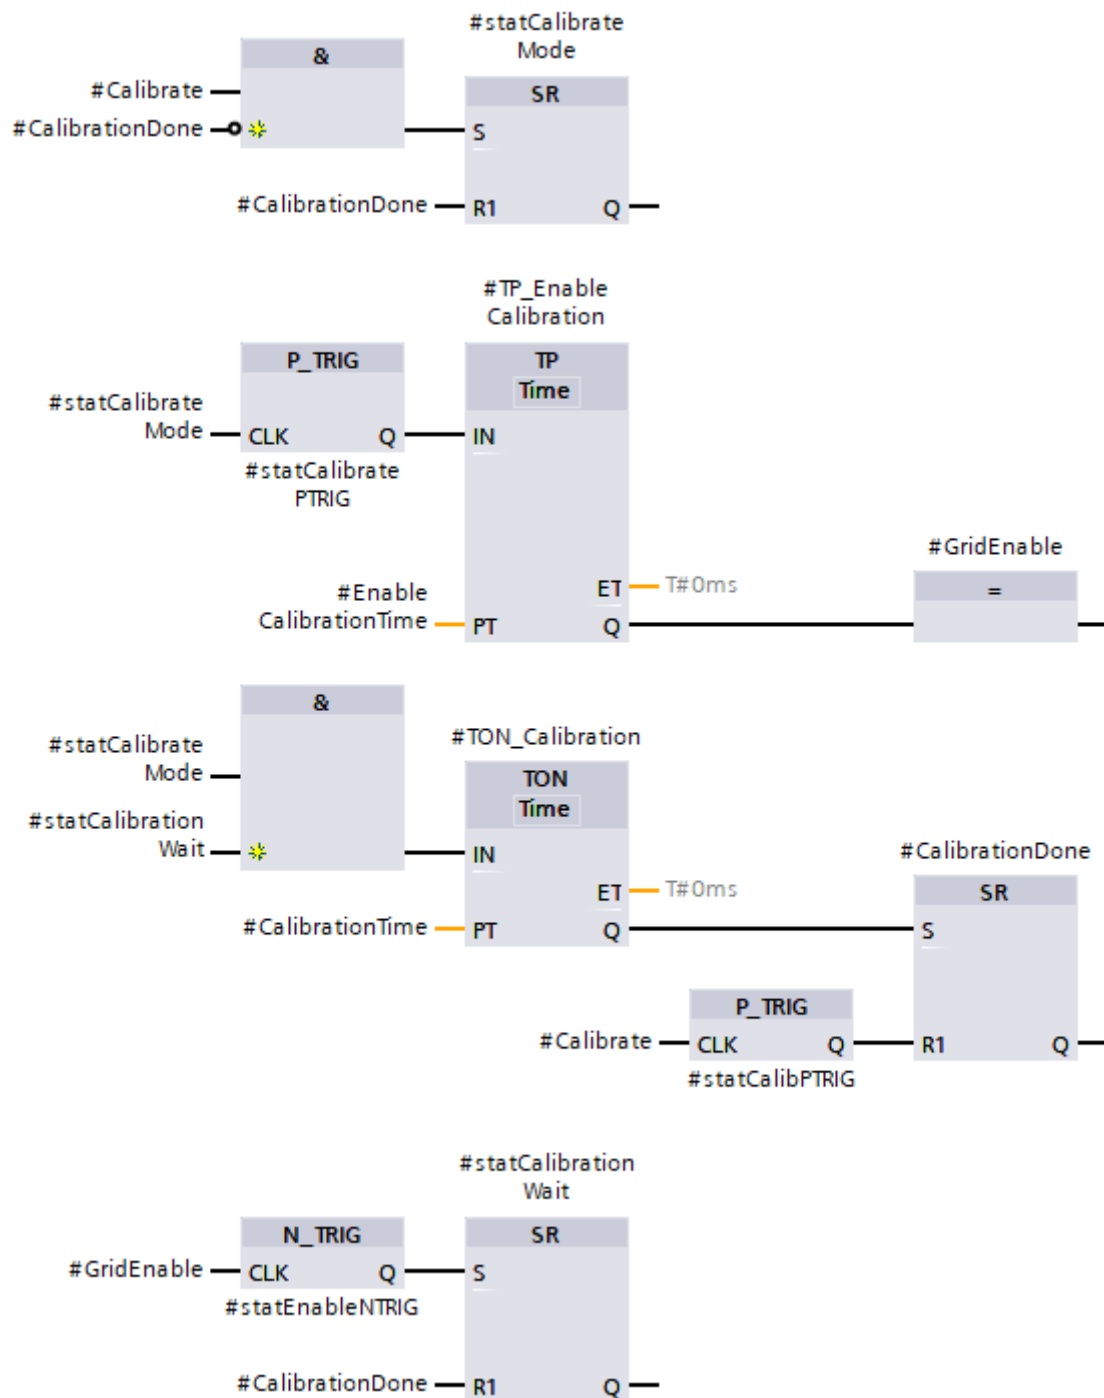 #statCalibrate
Mode
&
SR
#Calibrate
#CalibrationDone
S
#CalibrationDone
R1
Q
#TP_Enable
Calibration
P_TRIG
TP
Time
#statCalibrate
Mode
CLK
Q
IN
#statCalibrate
PTRIG
#GridEnable
=
#Enable
CalibrationTime
ET
T#0ms
PT
Q
&
#statCalibrate
Mode
#TON_Calibration
TON
Time
#statCalibration
Wait
IN
#CalibrationDone
SR
ET
T#0ms
#CalibrationTime
PT
Q
S
P_TRIG
#Calibrate
CLK
Q
R1
Q
#statCalibPTRIG
#statCalibration
Wait
N_TRIG
SR
#GridEnable
CLK
Q
S
#statEnableNTRIG
#CalibrationDone
R1
Q